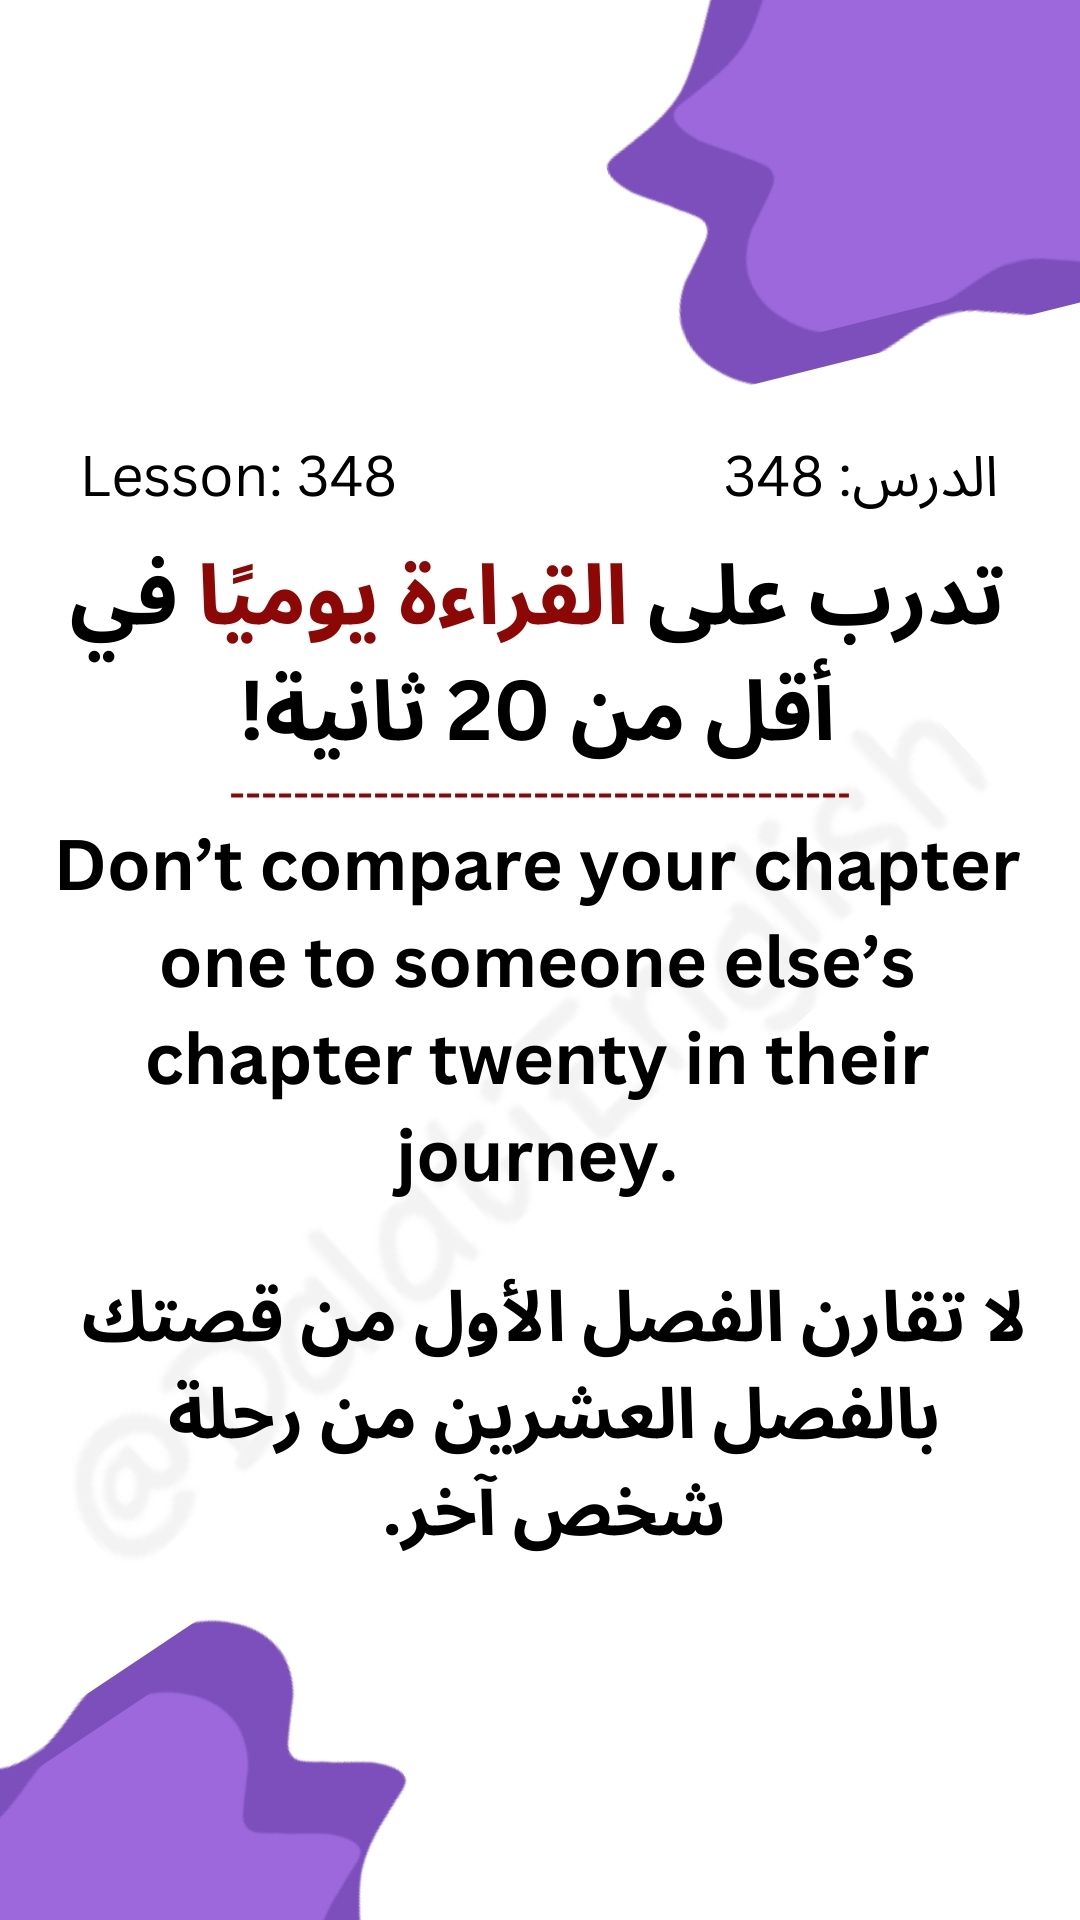 Lesson: 348
الدرس: 348
تدرب على القراءة يوميًا في
أقل من 20 ثانية!
Don’t compare your chapter
one to someone else’s
chapter twenty in their
journey.
لا تقارن الفصل الأول من قصتك
بالفصل العشرين من رحلة
شخص آخر.
@DalatiEnglish